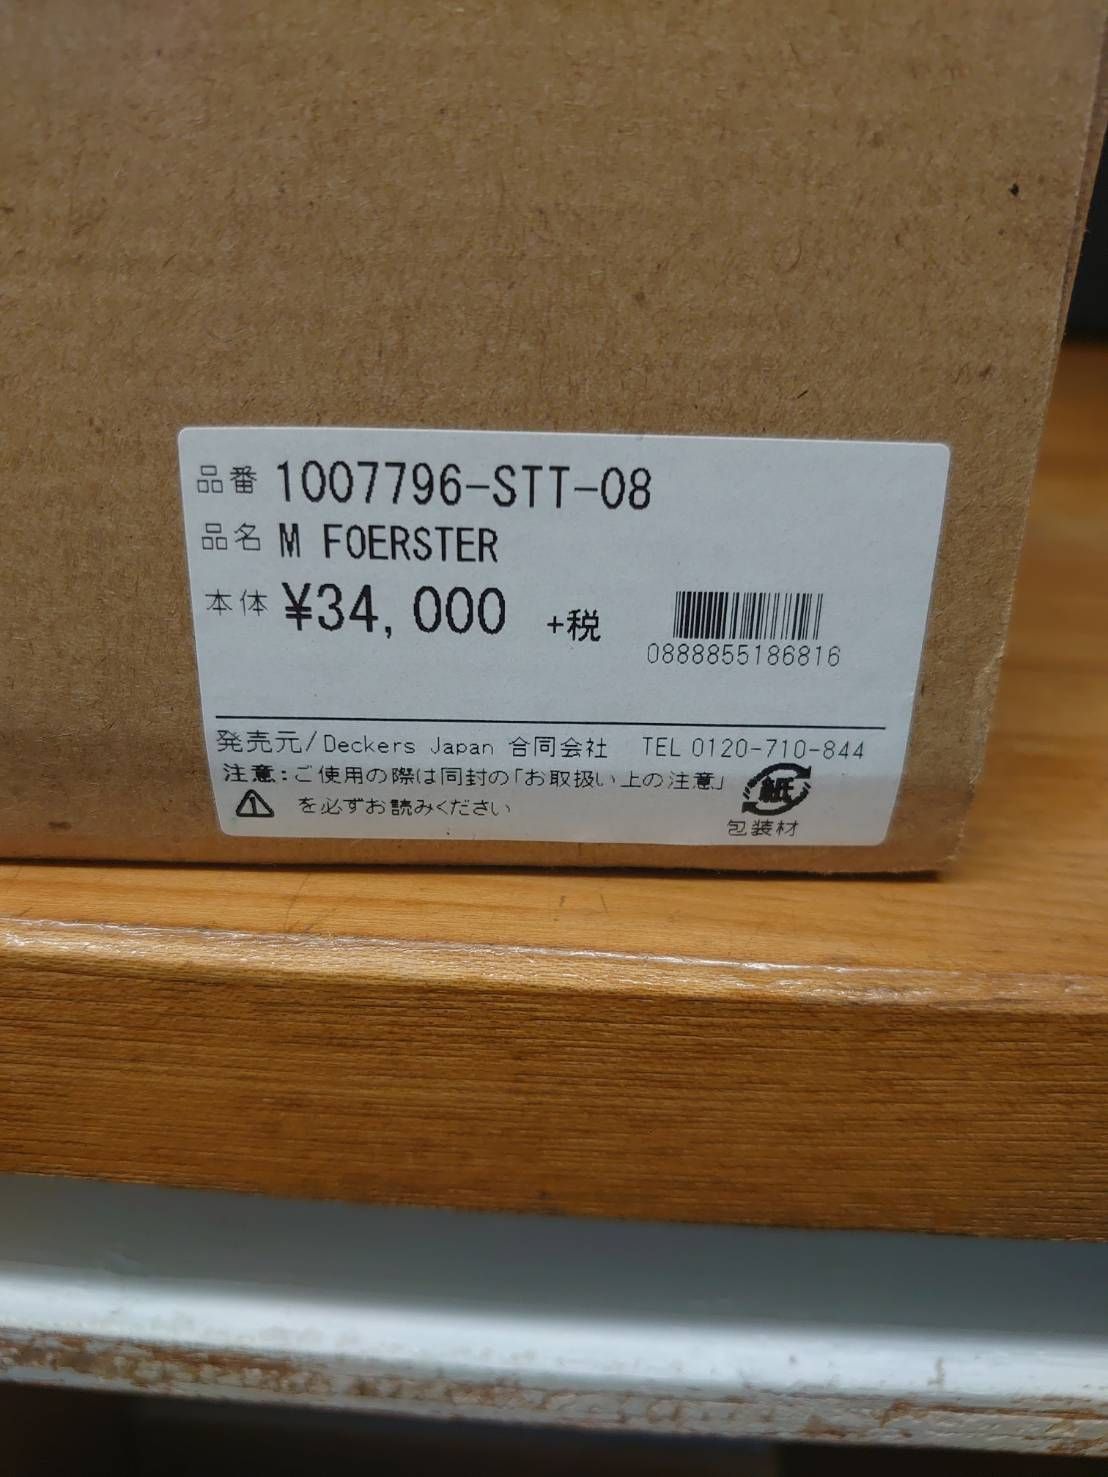 品番 1007796-STT-08
品名 M FOERSTER
本体 ¥34,000 +税
0888855186816
発売元/Deckers Japan 合同会社 TEL 0120-710-844
注意:ご使用の際は同封の「お取扱い上の注意」
を必ずお読みください
紙
包装材